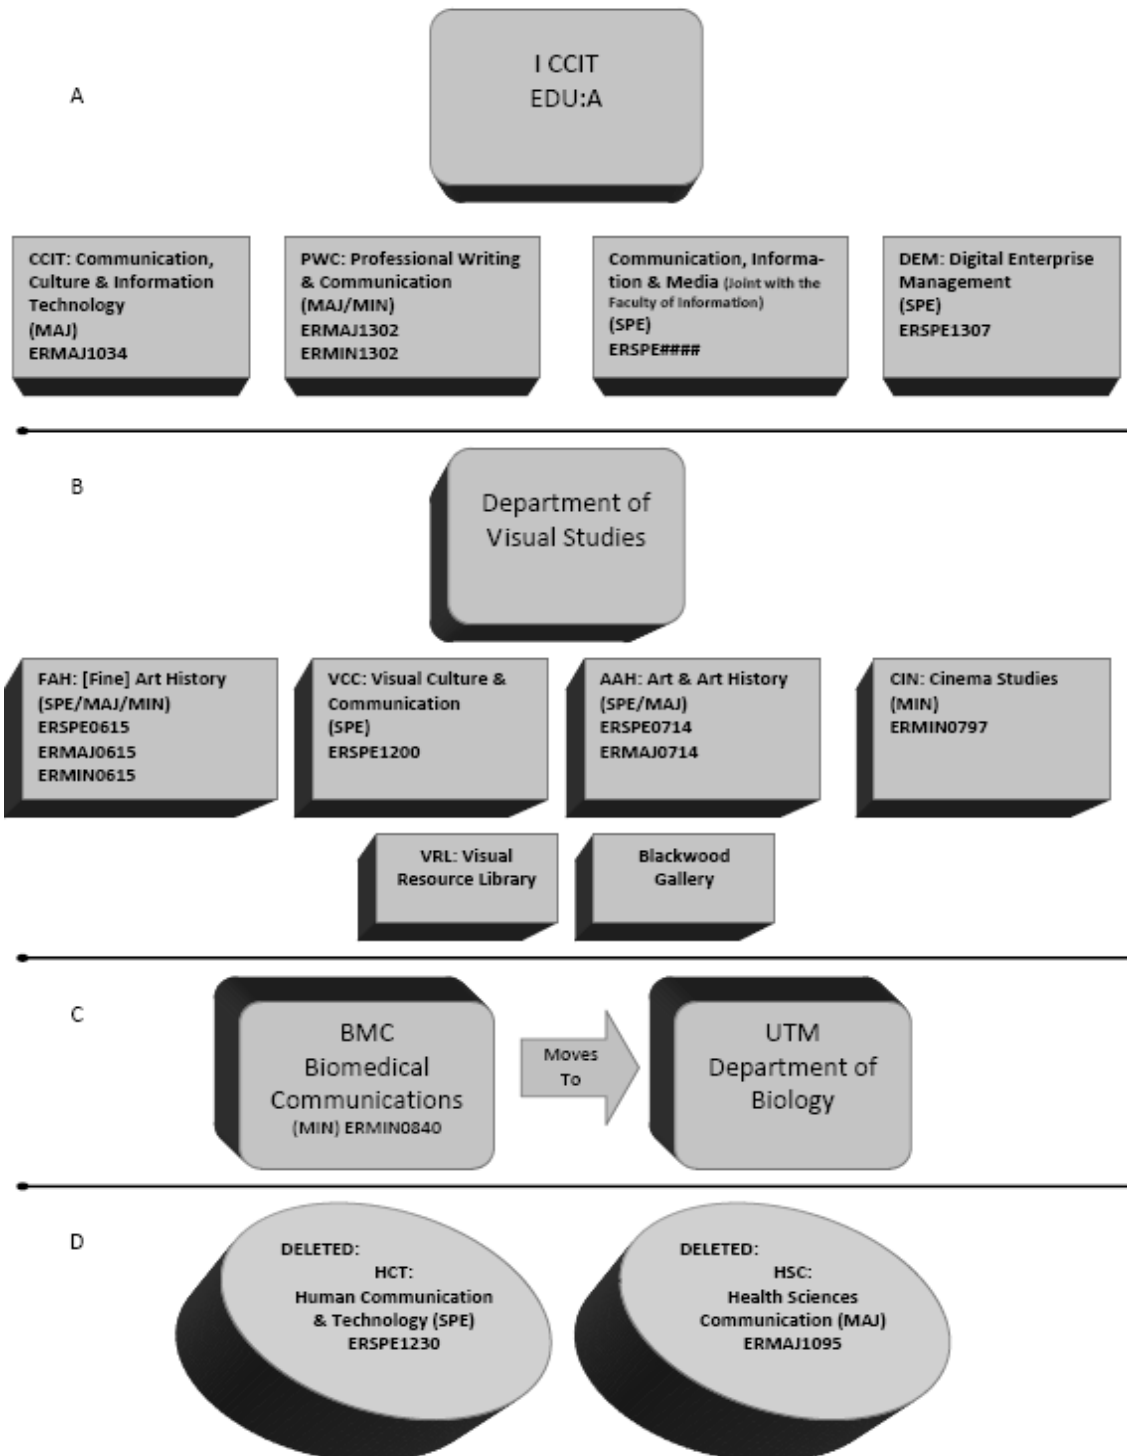 A
I CCIT
EDU:A
CCIT: Communication,
Culture & Information
Technology
(MAJ)
ERMAJ1034
PWC: Professional Writing
& Communication
(MAJ/MIN)
ERMAJ1302
ERMIN1302
Communication, Informa-
tion & Media (Joint with the
Faculty of Information)
(SPE)
ERSPE####
DEM: Digital Enterprise
Management
(SPE)
ERSPE1307
B
Department of
Visual Studies
FAH: [Fine] Art History
(SPE/MAJ/MIN)
ERSPE0615
ERMAJ0615
ERMIN0615
VCC: Visual Culture &
Communication
(SPE)
ERSPE1200
AAH: Art & Art History
(SPE/MAJ)
ERSPE0714
ERMAJ0714
CIN: Cinema Studies
(MIN)
ERMIN0797
VRL: Visual
Resource Library
Blackwood
Gallery
C
BMC
Biomedical
Communications
(MIN) ERMIN0840
Moves
To
UTM
Department of
Biology
D
DELETED:
HCT:
Human Communication
& Technology (SPE)
ERSPE1230
DELETED:
HSC:
Health Sciences
Communication (MAJ)
ERMAJ1095